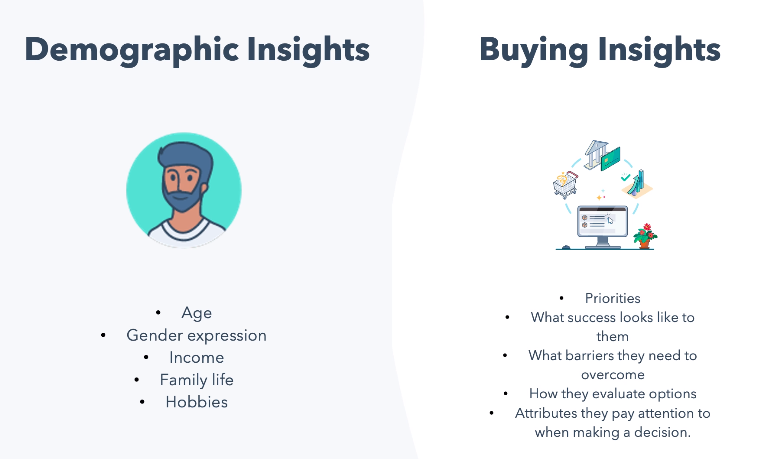 Demographic Insights
• Age
• Gender expression
• Income
• Family life
• Hobbies
Buying Insights
• Priorities
• What success looks like to
them
• What barriers they need to
overcome
• How they evaluate options
• Attributes they pay attention to
when making a decision.